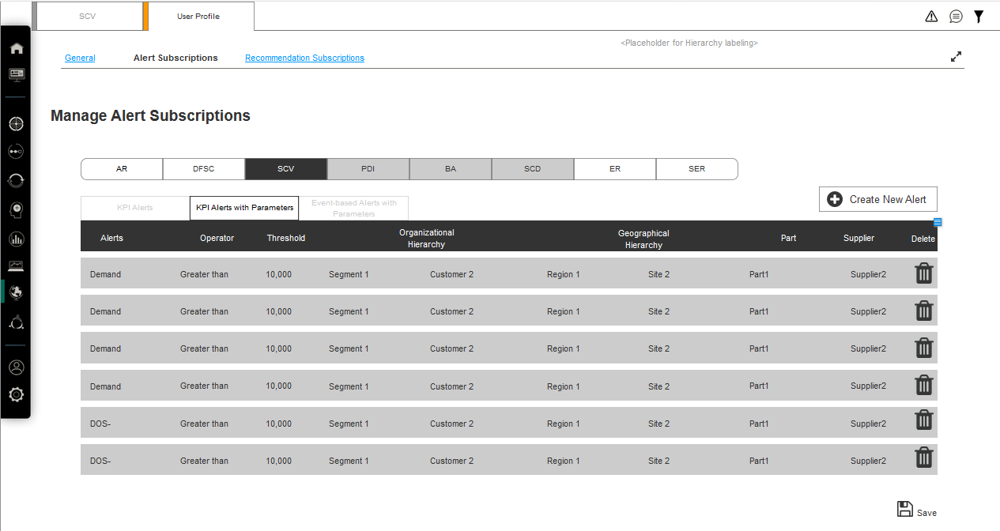 SCV
User Profile
<Placeholder for Hierarchy labeling>
General
Alert Subscriptions
Recommendation Subscriptions
Manage Alert Subscriptions
AR
DFSC
SCV
PDI
BA
SCD
ER
SER
KPI Alerts
KPI Alerts with Parameters
Event-based Alerts with
Parameters
Create New Alert
Alerts
Operator
Threshold
Organizational
Hierarchy
Geographical
Hierarchy
Part
Supplier
Delete
Demand Greater than 10,000 Segment 1 Customer 2 Region 1 Site 2 Part1 Supplier2
Demand Greater than 10,000 Segment 1 Customer 2 Region 1 Site 2 Part1 Supplier2
Demand Greater than 10,000 Segment 1 Customer 2 Region 1 Site 2 Part1 Supplier2
Demand Greater than 10,000 Segment 1 Customer 2 Region 1 Site 2 Part1 Supplier2
DOS- Greater than 10,000 Segment 1 Customer 2 Region 1 Site 2 Part1 Supplier2
DOS- Greater than 10,000 Segment 1 Customer 2 Region 1 Site 2 Part1 Supplier2
Save